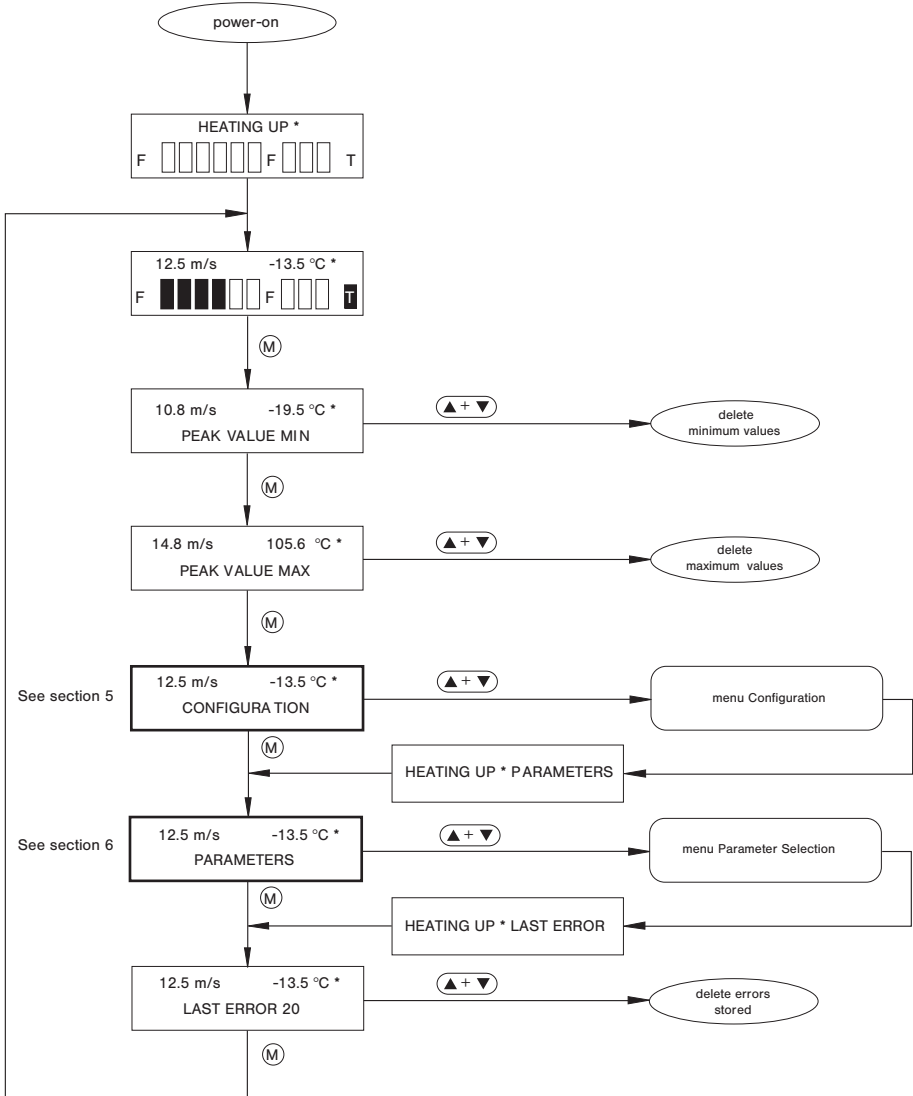 power-on
HEATING UP *
F F T
12.5 m/s -13.5 °C *
F F T
M
10.8 m/s -19.5 °C *
PEAK VALUE MIN
▲ + ▼
delete
minimum values
M
14.8 m/s 105.6 °C *
PEAK VALUE MAX
▲ + ▼
delete
maximum values
M
See section 5
12.5 m/s -13.5 °C *
CONFIGURA TION
▲ + ▼
menu Configuration
M
HEATING UP * PARAMETERS
See section 6
12.5 m/s -13.5 °C *
PARAMETERS
▲ + ▼
menu Parameter Selection
M
HEATING UP * LAST ERROR
12.5 m/s -13.5 °C *
LAST ERROR 20
▲ + ▼
delete errors
stored
M